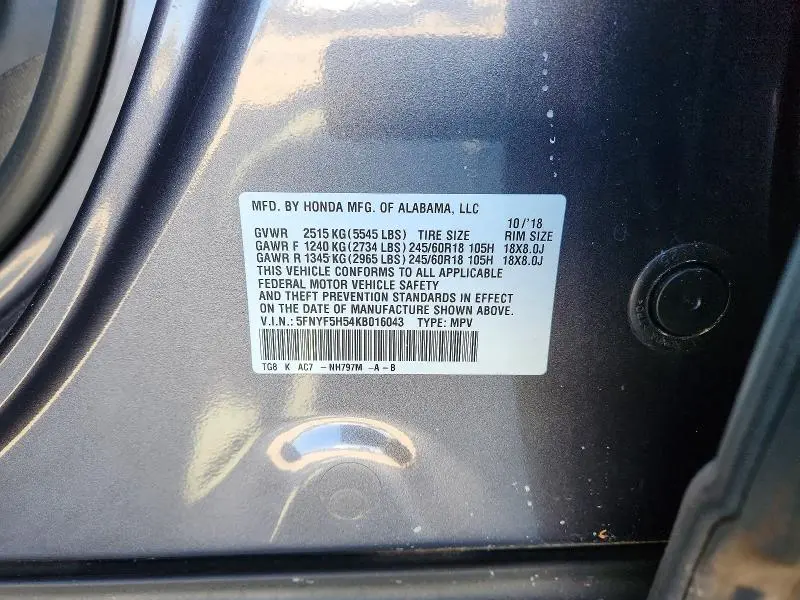 MFD. BY HONDA MFG. OF ALABAMA, LLC
10/'18
GVWR 2515 KG(5545 LBS) TIRE SIZE RIM SIZE
GAWR F 1240 KG(2734 LBS) 245/60R18 105H 18X8.0J
GAWR R 1345 KG(2965 LBS) 245/60R18 105H 18X8.0J
THIS VEHICLE CONFORMS TO ALL APPLICABLE
FEDERAL MOTOR VEHICLE SAFETY
AND THEFT PREVENTION STANDARDS IN EFFECT
ON THE DATE OF MANUFACTURE SHOWN ABOVE.
V.I.N.: 5FNYF5H54KB016043 TYPE: MPV
TG8 K AC7 - NH797M -A-B